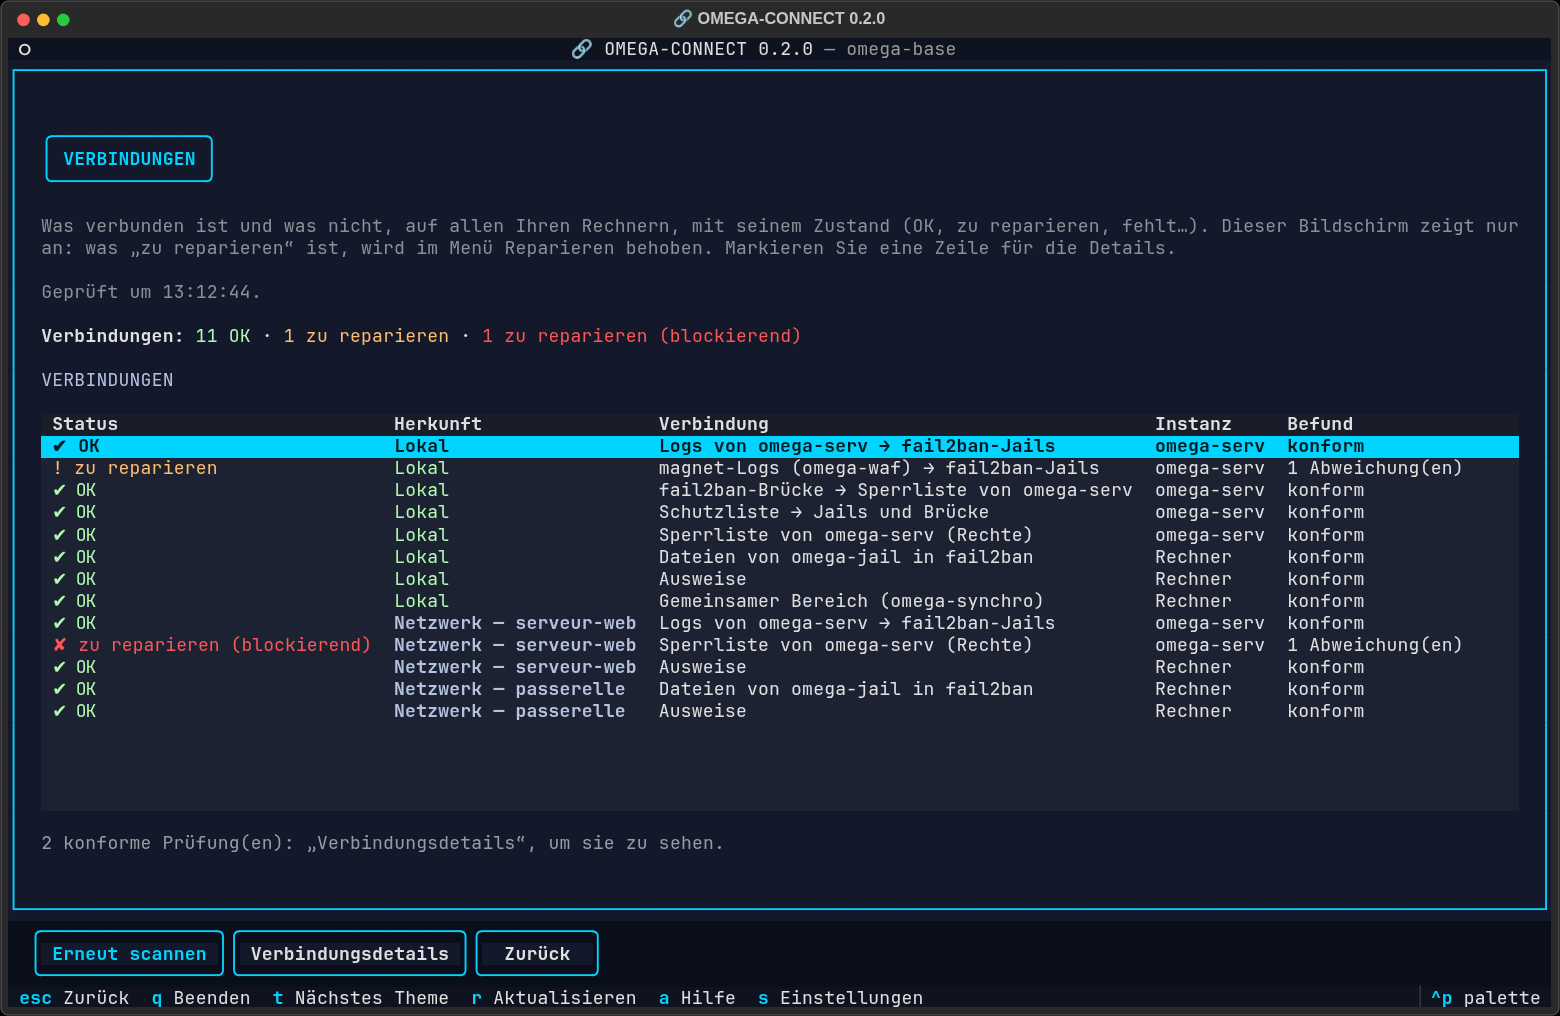 🔗 OMEGA-CONNECT 0.2.0
🔗 OMEGA-CONNECT 0.2.0 — omega-base
VERBINDUNGEN
Was verbunden ist und was nicht, auf allen Ihren Rechnern, mit seinem Zustand (OK, zu reparieren, fehlt…). Dieser Bildschirm zeigt nur
an: was „zu reparieren“ ist, wird im Menü Reparieren behoben. Markieren Sie eine Zeile für die Details.
Geprüft um 13:12:44.
Verbindungen: 11 OK · 1 zu reparieren · 1 zu reparieren (blockierend)
VERBINDUNGEN
Status Herkunft Verbindung Instanz Befund
✔ OK Lokal Logs von omega-serv → fail2ban-Jails omega-serv konform
! zu reparieren Lokal magnet-Logs (omega-waf) → fail2ban-Jails omega-serv 1 Abweichung(en)
✔ OK Lokal fail2ban-Brücke → Sperrliste von omega-serv omega-serv konform
✔ OK Lokal Schutzliste → Jails und Brücke omega-serv konform
✔ OK Lokal Sperrliste von omega-serv (Rechte) omega-serv konform
✔ OK Lokal Dateien von omega-jail in fail2ban Rechner konform
✔ OK Lokal Ausweise Rechner konform
✔ OK Lokal Gemeinsamer Bereich (omega-synchro) Rechner konform
✔ OK Netzwerk — serveur-web Logs von omega-serv → fail2ban-Jails omega-serv konform
✘ zu reparieren (blockierend) Netzwerk — serveur-web Sperrliste von omega-serv (Rechte) omega-serv 1 Abweichung(en)
✔ OK Netzwerk — serveur-web Ausweise Rechner konform
✔ OK Netzwerk — passerelle Dateien von omega-jail in fail2ban Rechner konform
✔ OK Netzwerk — passerelle Ausweise Rechner konform
2 konforme Prüfung(en): „Verbindungsdetails“, um sie zu sehen.
Erneut scannen Verbindungsdetails Zurück
esc Zurück q Beenden t Nächstes Theme r Aktualisieren a Hilfe s Einstellungen ^p palette